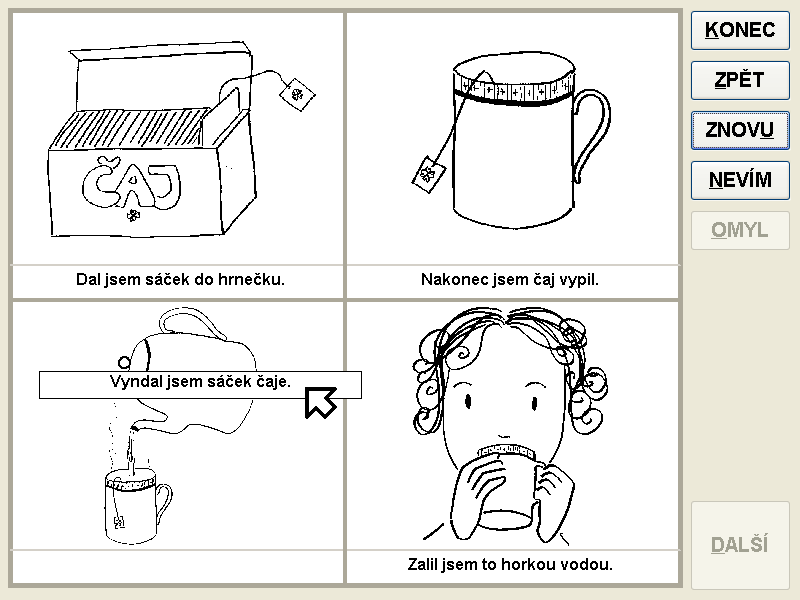 ČAJ
Dal jsem sáček do hrnečku.
Nakonec jsem čaj vypil.
Vyndal jsem sáček čaje.
Zalil jsem to horkou vodou.
KONEC
ZPĚT
ZNOVU
NEVÍM
OMYL
DALŠÍ